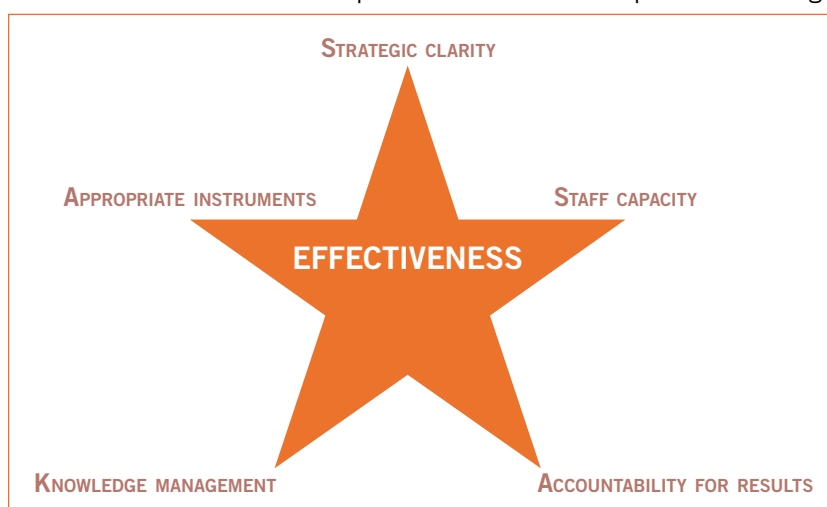 STRATEGIC CLARITY
APPROPRIATE INSTRUMENTS
STAFF CAPACITY
EFFECTIVENESS
KNOWLEDGE MANAGEMENT
ACCOUNTABILITY FOR RESULTS